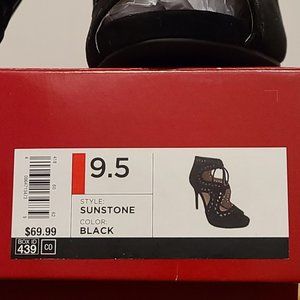 9.5
STYLE:
SUNSTONE
COLOR:
BLACK
$69.99
BOX ID
439
CO